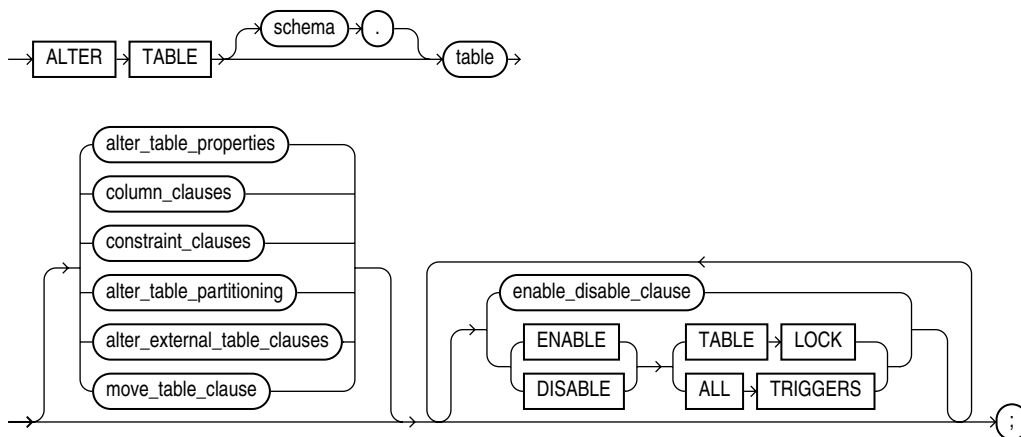 schema .
ALTER TABLE table
alter_table_properties
column_clauses
constraint_clauses
alter_table_partitioning
alter_external_table_clauses
move_table_clause
enable_disable_clause
ENABLE
DISABLE
TABLE LOCK
ALL TRIGGERS
;